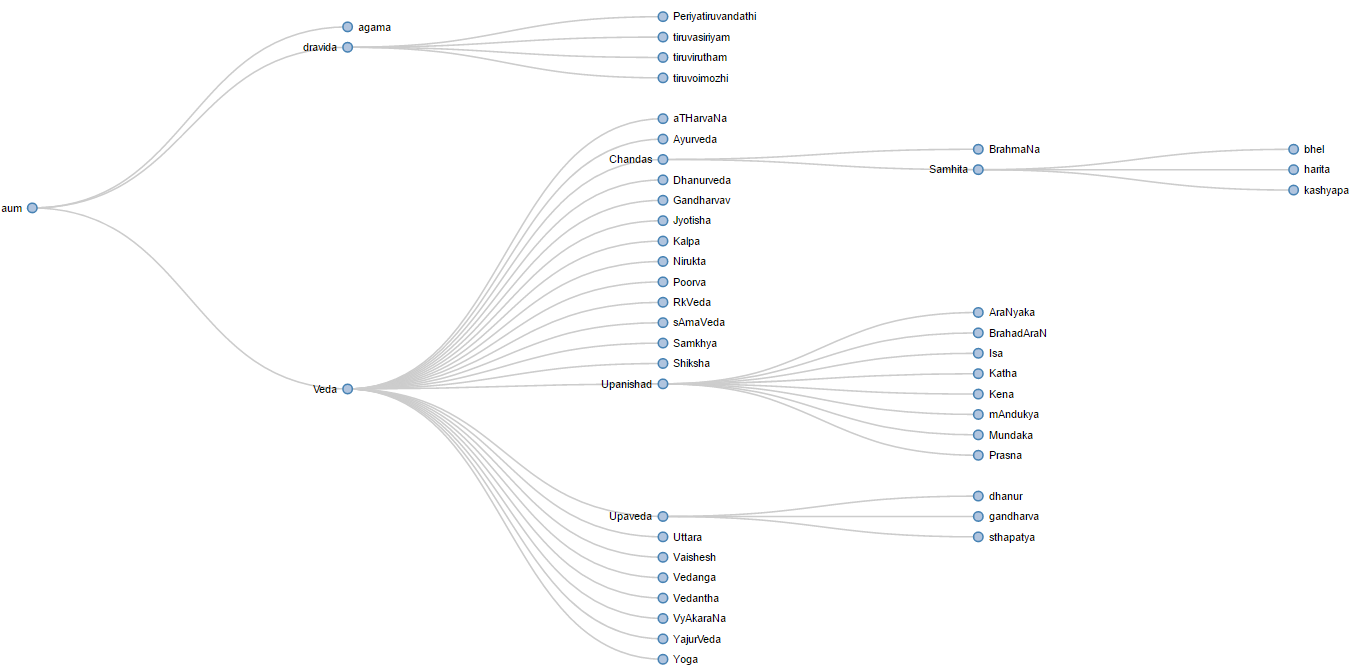 Periyatiruvandathi
agama
tiruvasiriyam
dravida
tiruvirutham
tiruvoimozhi
aTHarvaNa
Ayurveda
BrahmaNa
bhel
Chandas
Samhita
harita
Dhanurveda
kashyapa
Gandharvav
aum
Jyotisha
Kalpa
Nirukta
Poorva
RkVeda
AraNyaka
sAmaVeda
BrahadAraN
Samkhya
Isa
Shiksha
Katha
Upanishad
Veda
Kena
mAndukya
Mundaka
Prasna
dhanur
Upaveda
gandharva
Uttara
sthapatya
Vaishesh
Vedanga
Vedantha
VyAkaraNa
YajurVeda
Yoga